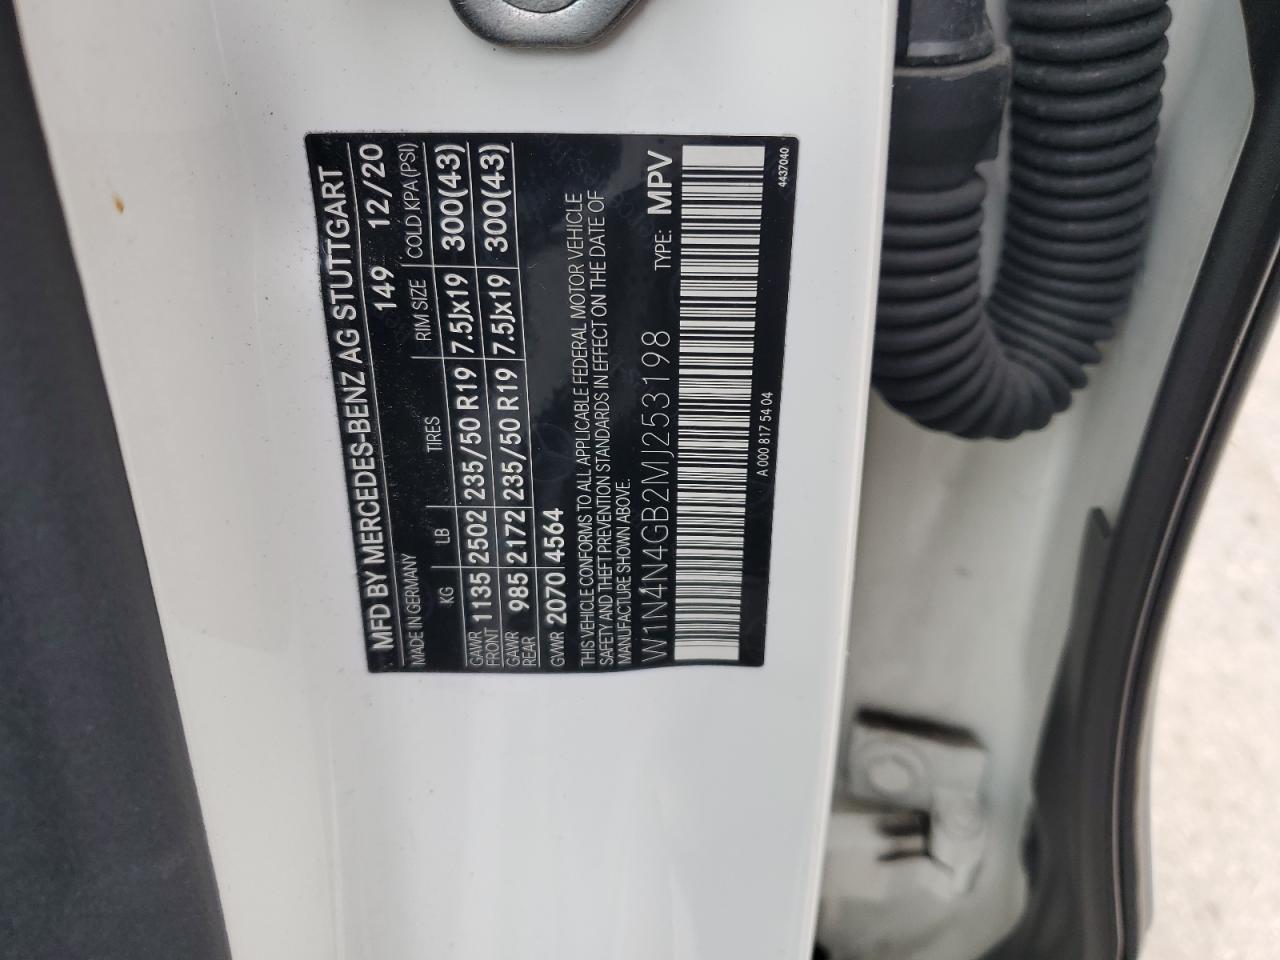 MFD BY MERCEDES-BENZ AG STUTTGART
MADE IN GERMANY 149 12/20
KG LB TIRES RIM SIZE COLD KPA (PSI)
GAWR FRONT 1135 2502 235/50 R19 7.5Jx19 300(43)
GAWR REAR 985 2172 235/50 R19 7.5Jx19 300(43)
GVWR 2070 4564
THIS VEHICLE CONFORMS TO ALL APPLICABLE FEDERAL MOTOR VEHICLE
SAFETY AND THEFT PREVENTION STANDARDS IN EFFECT ON THE DATE OF
MANUFACTURE SHOWN ABOVE.
W1N4N4GB2MJ253198 TYPE: MPV
A 000 817 54 04 4437040